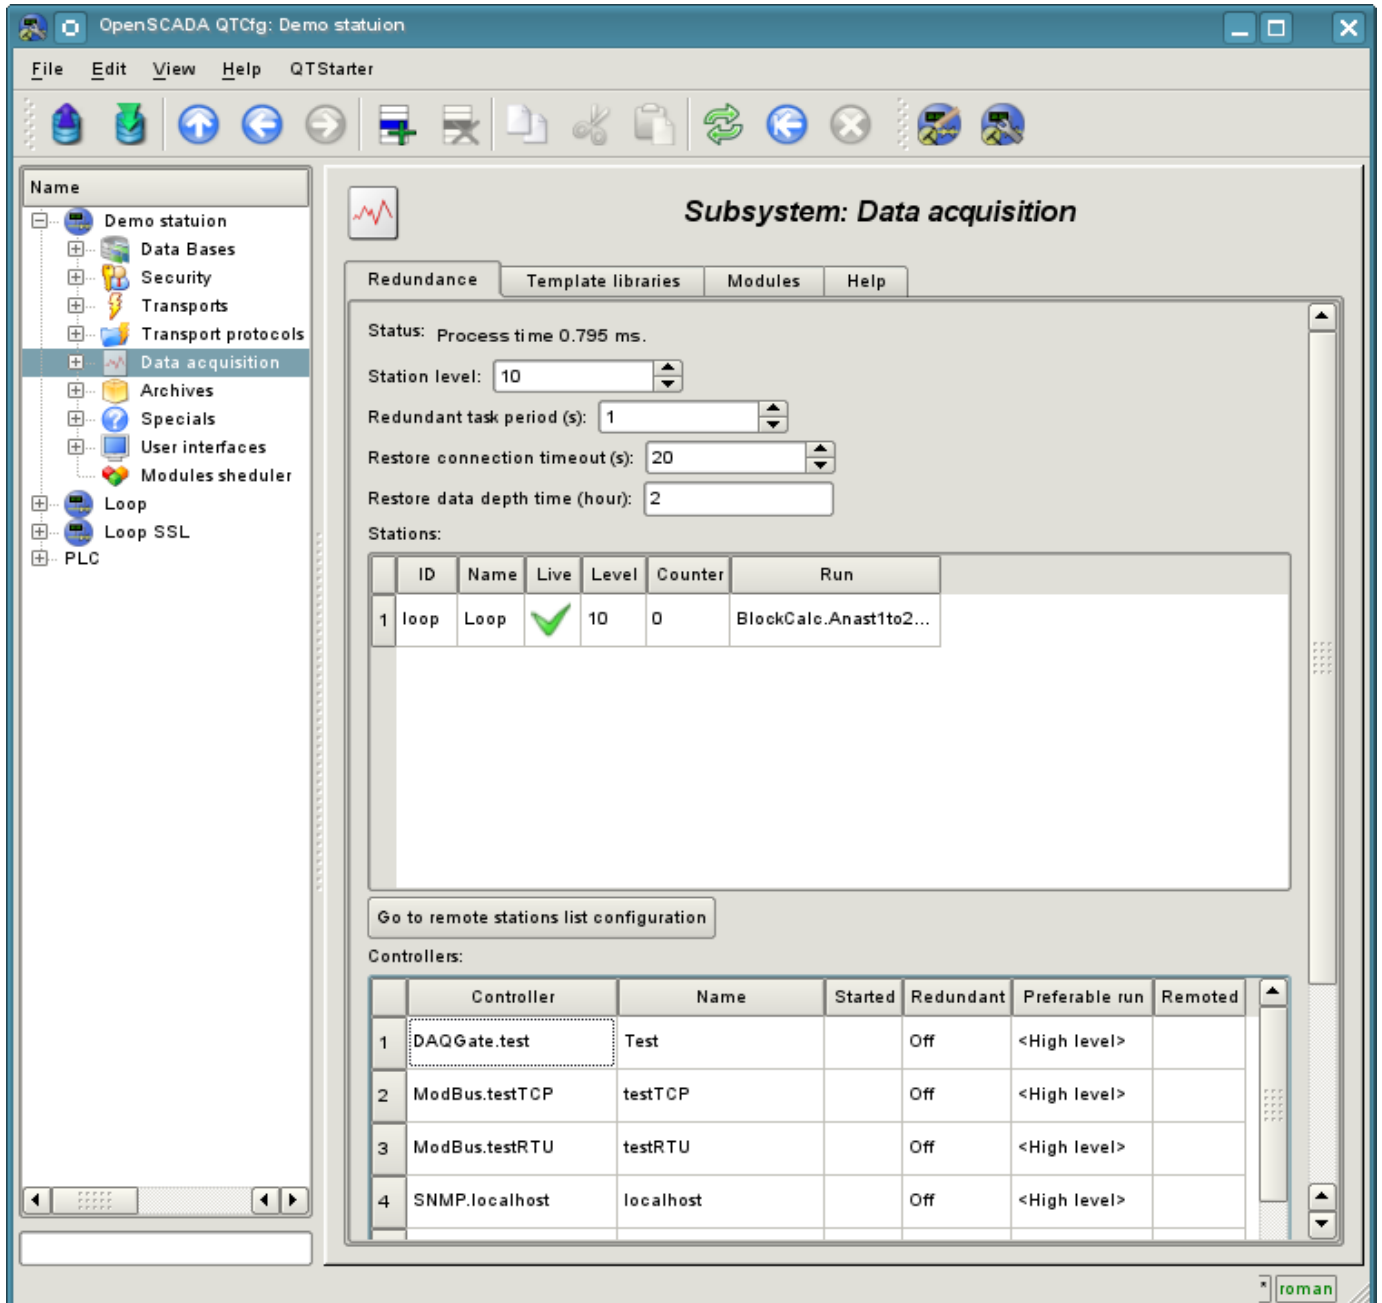 OpenSCADA QTCfg: Demo statuion
File Edit View Help QTStarter
Name
Demo statuion
Data Bases
Security
Transports
Transport protocols
Data acquisition
Archives
Specials
User interfaces
Modules sheduler
Loop
Loop SSL
PLC
Subsystem: Data acquisition
Redundance Template libraries Modules Help
Status: Process time 0.795 ms.
Station level: 10
Redundant task period (s): 1
Restore connection timeout (s): 20
Restore data depth time (hour): 2
Stations:
ID Name Live Level Counter Run
1 loop Loop 10 0 BlockCalc.Anast1to2...
Go to remote stations list configuration
Controllers:
Controller Name Started Redundant Preferable run Remoted
1 DAQGate.test Test Off <High level>
2 ModBus.testTCP testTCP Off <High level>
3 ModBus.testRTU testRTU Off <High level>
4 SNMP.localhost localhost Off <High level>
* roman